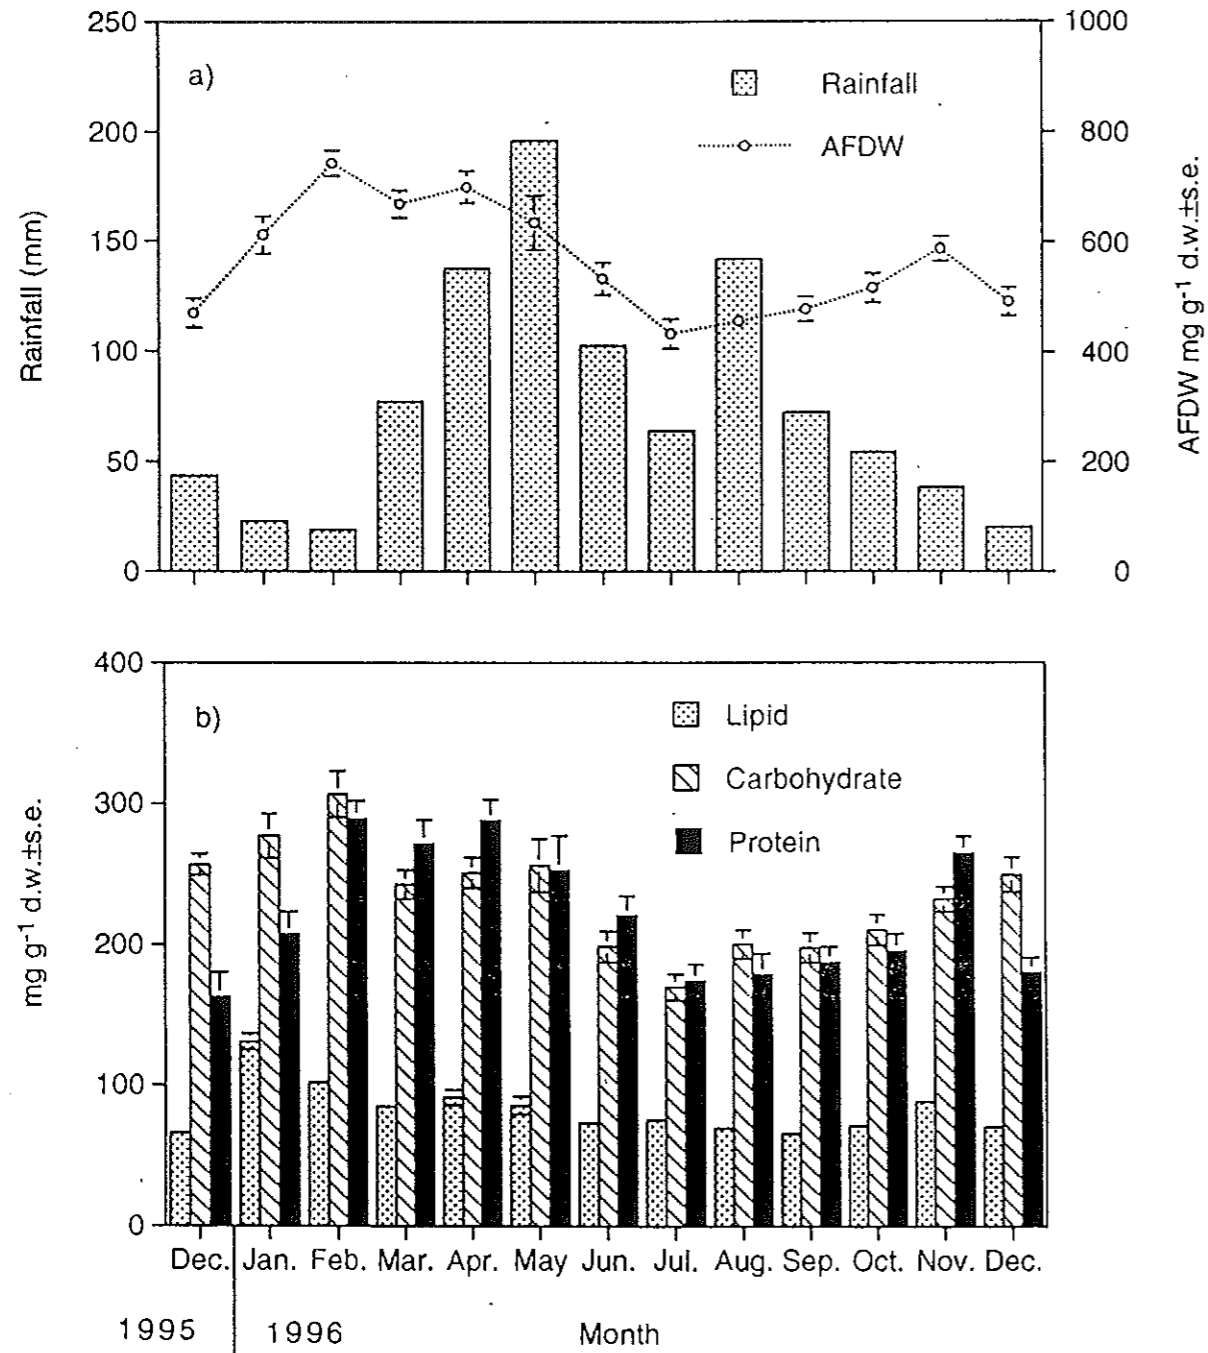 250
200
150
100
50
0
Rainfall (mm)
a)
Rainfall
AFDW
1000
800
600
400
200
0
AFDW mg g⁻¹ d.w.±s.e.
400
300
200
100
0
mg g⁻¹ d.w.±s.e.
b)
Lipid
Carbohydrate
Protein
Dec. Jan. Feb. Mar. Apr. May Jun. Jul. Aug. Sep. Oct. Nov. Dec.
1995 1996 Month